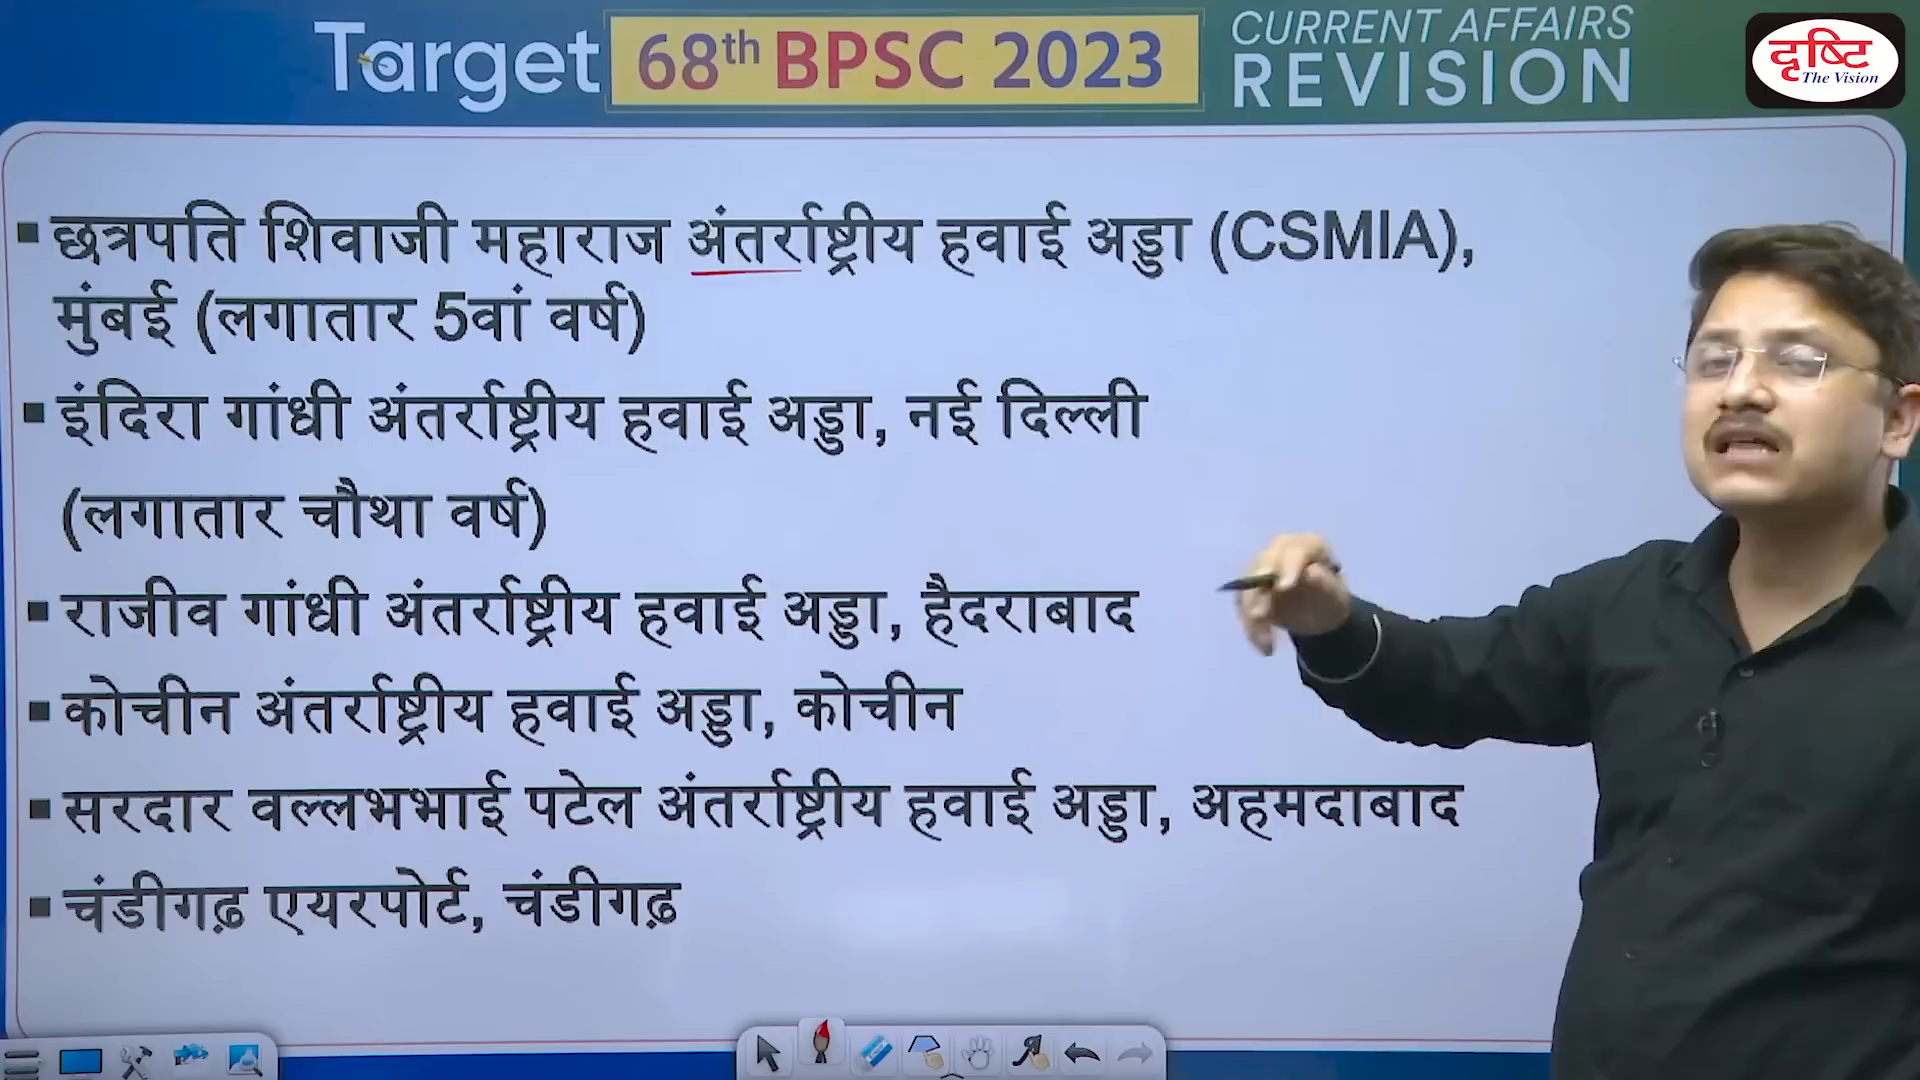 Target 68th BPSC 2023 CURRENT AFFAIRS
REVISION
दृष्टि
The Vision
▪ छत्रपति शिवाजी महाराज अंतर्राष्ट्रीय हवाई अड्डा (CSMIA),
मुंबई (लगातार 5वां वर्ष)
▪ इंदिरा गांधी अंतर्राष्ट्रीय हवाई अड्डा, नई दिल्ली
(लगातार चौथा वर्ष)
▪ राजीव गांधी अंतर्राष्ट्रीय हवाई अड्डा, हैदराबाद
▪ कोचीन अंतर्राष्ट्रीय हवाई अड्डा, कोचीन
▪ सरदार वल्लभभाई पटेल अंतर्राष्ट्रीय हवाई अड्डा, अहमदाबाद
▪ चंडीगढ़ एयरपोर्ट, चंडीगढ़